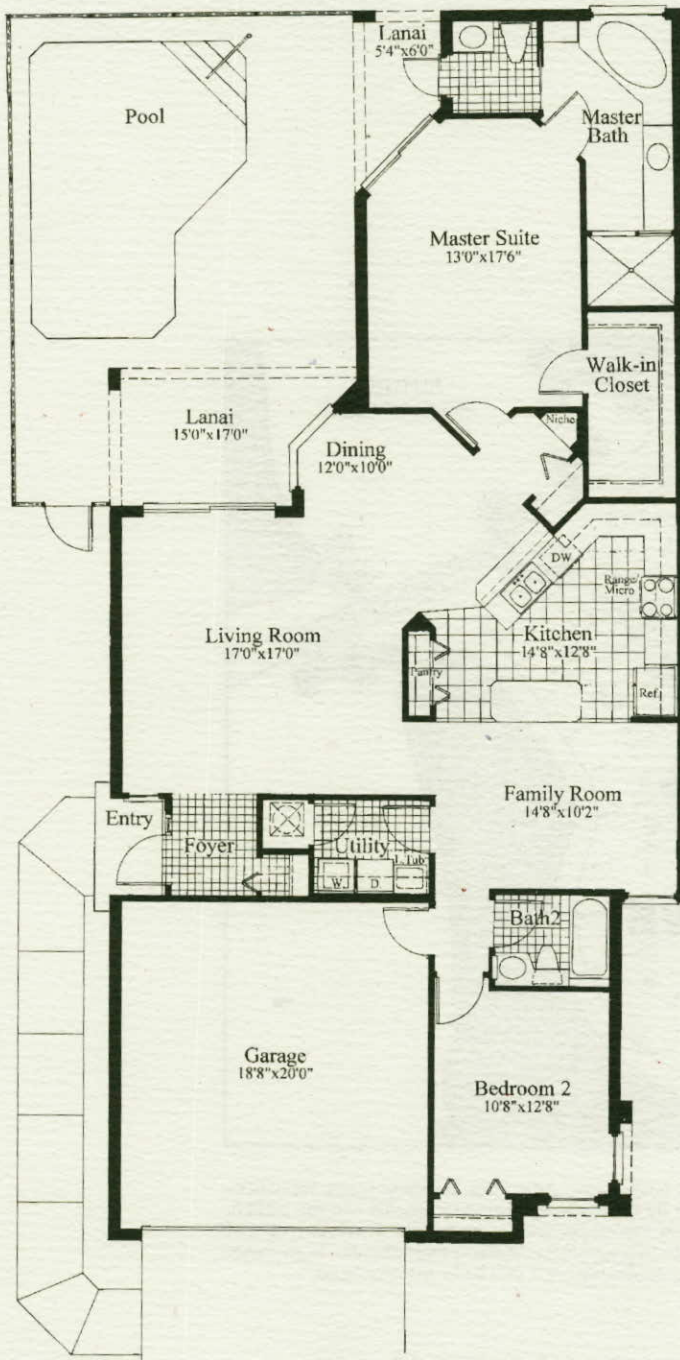 Lanai
5'4"x6'0"
Pool
Master
Bath
Master Suite
13'0"x17'6"
Walk-in
Closet
Lanai
15'0"x17'0"
Dining
12'0"x10'0"
Niche
DW
Range/
Micro
Living Room
17'0"x17'0"
Kitchen
14'8"x12'8"
Pantry
Ref.
Entry
Foyer
Utility
L.Tub
W.
D.
Family Room
14'8"x10'2"
Bath2
Garage
18'8"x20'0"
Bedroom 2
10'8"x12'8"